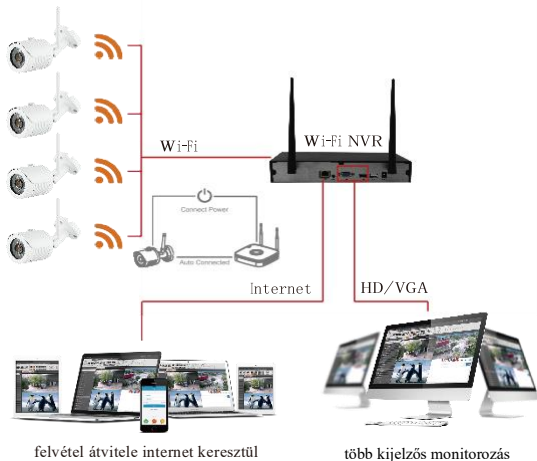 Wi-Fi
Wi-Fi NVR
Connect Power
Auto Connected
Internet
HD/VGA
felvétel átvitele internet keresztül
több kijelzős monitorozás